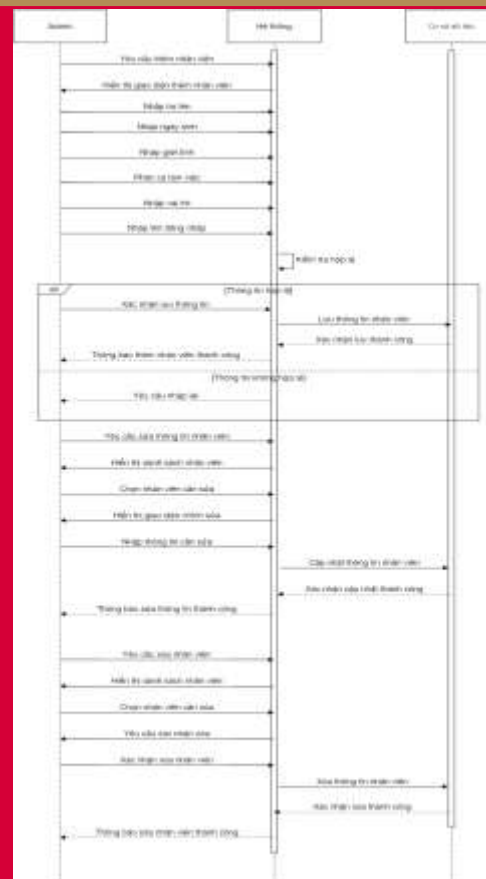 Admin
Hệ thống
Cơ sở dữ liệu
Yêu cầu thêm nhân viên
Hiển thị giao diện thêm nhân viên
Nhập họ tên
Nhập ngày sinh
Nhập giới tính
Phân ca làm việc
Nhập vai trò
Nhập tên đăng nhập
Kiểm tra hợp lệ
alt
[Thông tin hợp lệ]
Xác nhận lưu thông tin
Lưu thông tin nhân viên
Xác nhận lưu thành công
Thông báo thêm nhân viên thành công
[Thông tin không hợp lệ]
Yêu cầu nhập lại
Yêu cầu sửa thông tin nhân viên
Hiển thị danh sách nhân viên
Chọn nhân viên cần sửa
Hiển thị giao diện chỉnh sửa
Nhập thông tin cần sửa
Cập nhật thông tin nhân viên
Xác nhận cập nhật thành công
Thông báo sửa thông tin thành công
Yêu cầu xóa nhân viên
Hiển thị danh sách nhân viên
Chọn nhân viên cần xóa
Yêu cầu xác nhận xóa
Xác nhận xóa nhân viên
Xóa thông tin nhân viên
Xác nhận xóa thành công
Thông báo xóa nhân viên thành công